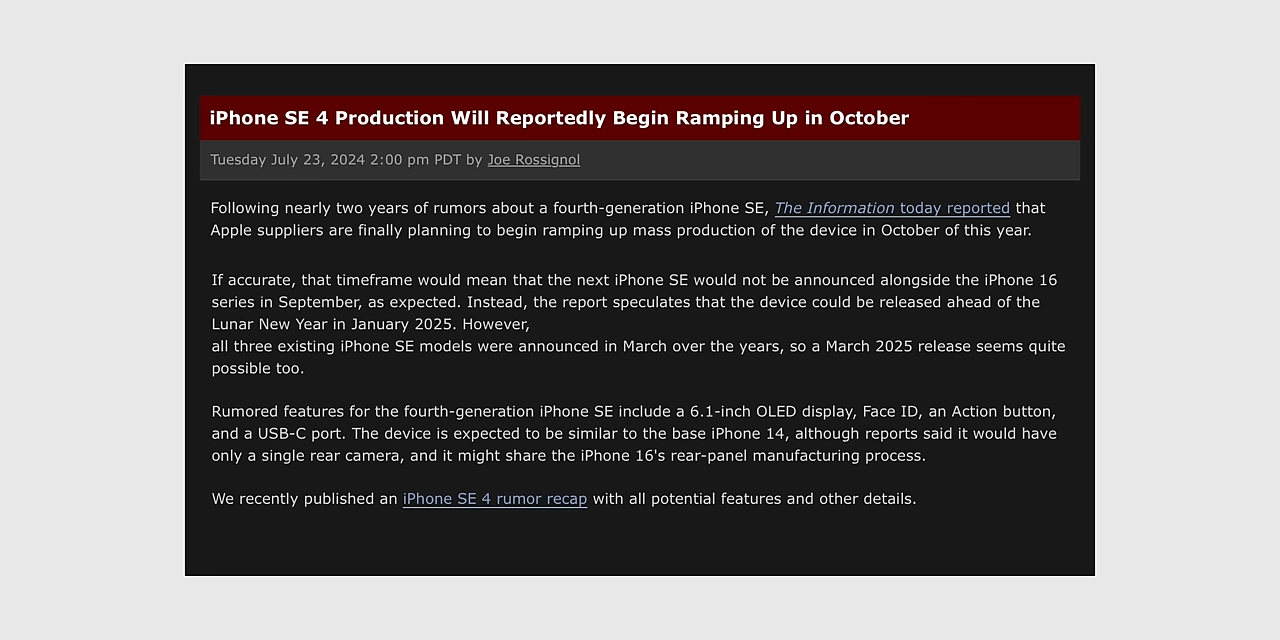 iPhone SE 4 Production Will Reportedly Begin Ramping Up in October
Tuesday July 23, 2024 2:00 pm PDT by Joe Rossignol
Following nearly two years of rumors about a fourth-generation iPhone SE, The Information today reported that
Apple suppliers are finally planning to begin ramping up mass production of the device in October of this year.
If accurate, that timeframe would mean that the next iPhone SE would not be announced alongside the iPhone 16
series in September, as expected. Instead, the report speculates that the device could be released ahead of the
Lunar New Year in January 2025. However,
all three existing iPhone SE models were announced in March over the years, so a March 2025 release seems quite
possible too.
Rumored features for the fourth-generation iPhone SE include a 6.1-inch OLED display, Face ID, an Action button,
and a USB-C port. The device is expected to be similar to the base iPhone 14, although reports said it would have
only a single rear camera, and it might share the iPhone 16's rear-panel manufacturing process.
We recently published an iPhone SE 4 rumor recap with all potential features and other details.